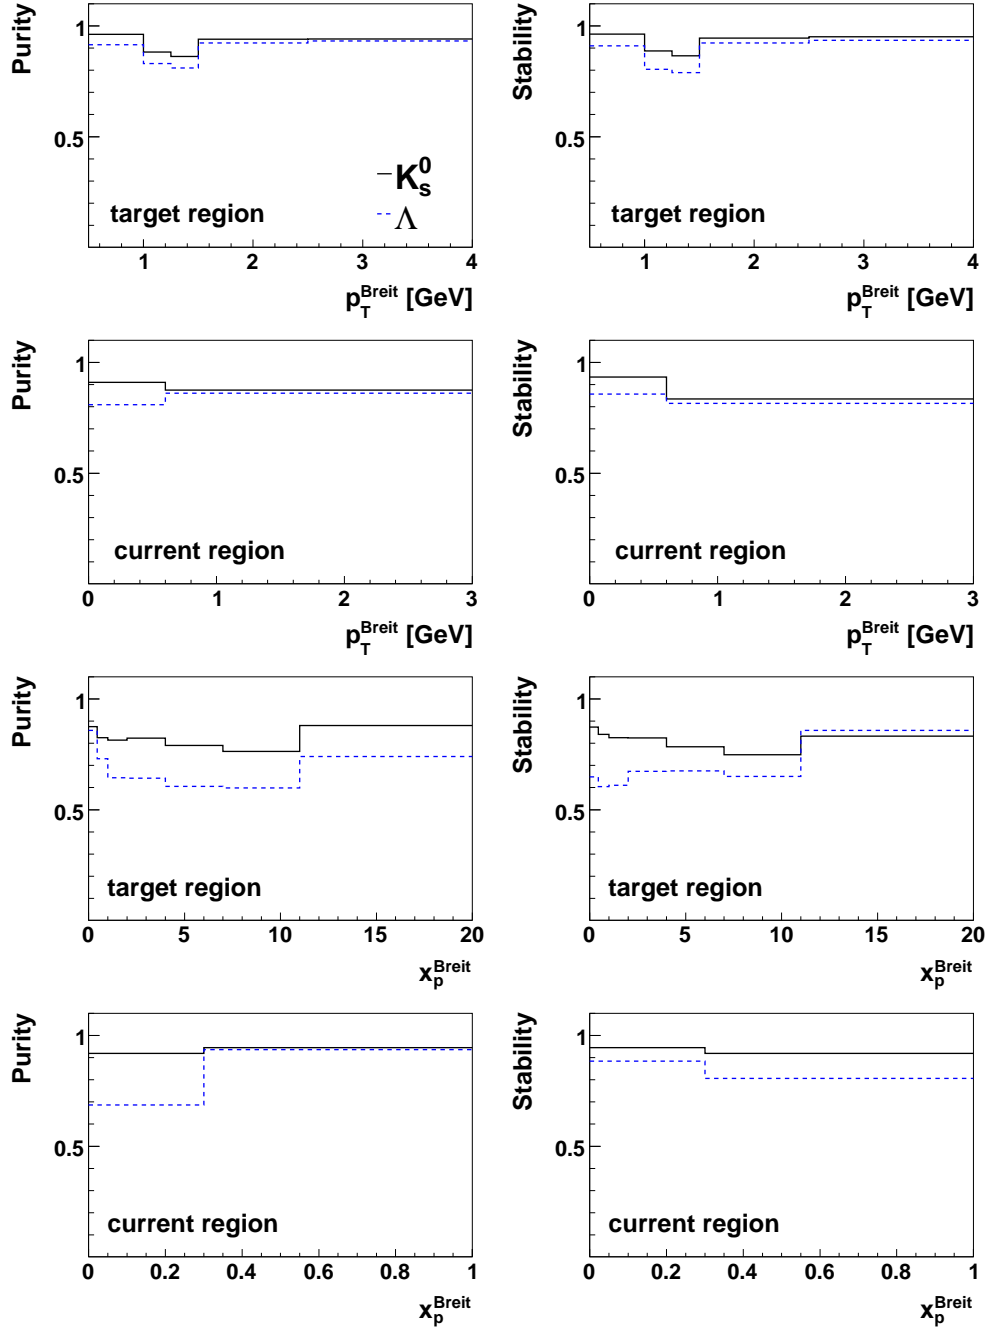 Purity
1
0.5
K_s^0
Λ
target region
1 2 3 4
p_T^Breit [GeV]
Stability
1
0.5
target region
1 2 3 4
p_T^Breit [GeV]
Purity
1
0.5
current region
0 1 2 3
p_T^Breit [GeV]
Stability
1
0.5
current region
0 1 2 3
p_T^Breit [GeV]
Purity
1
0.5
target region
0 5 10 15 20
x_p^Breit
Stability
1
0.5
target region
0 5 10 15 20
x_p^Breit
Purity
1
0.5
current region
0 0.2 0.4 0.6 0.8 1
x_p^Breit
Stability
1
0.5
current region
0 0.2 0.4 0.6 0.8 1
x_p^Breit